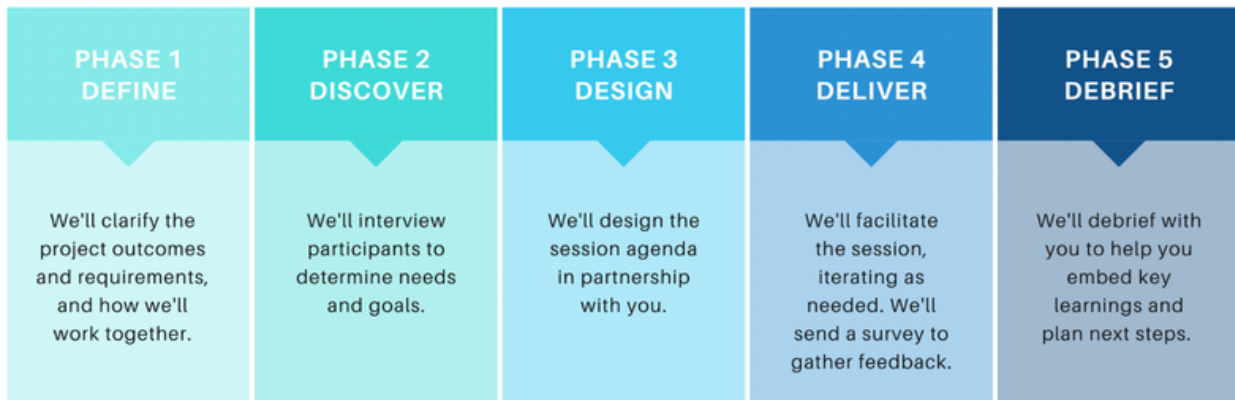 PHASE 1
DEFINE
We'll clarify the
project outcomes
and requirements,
and how we'll
work together.
PHASE 2
DISCOVER
We'll interview
participants to
determine needs
and goals.
PHASE 3
DESIGN
We'll design the
session agenda
in partnership
with you.
PHASE 4
DELIVER
We'll facilitate
the session,
iterating as
needed. We'll
send a survey to
gather feedback.
PHASE 5
DEBRIEF
We'll debrief with
you to help you
embed key
learnings and
plan next steps.